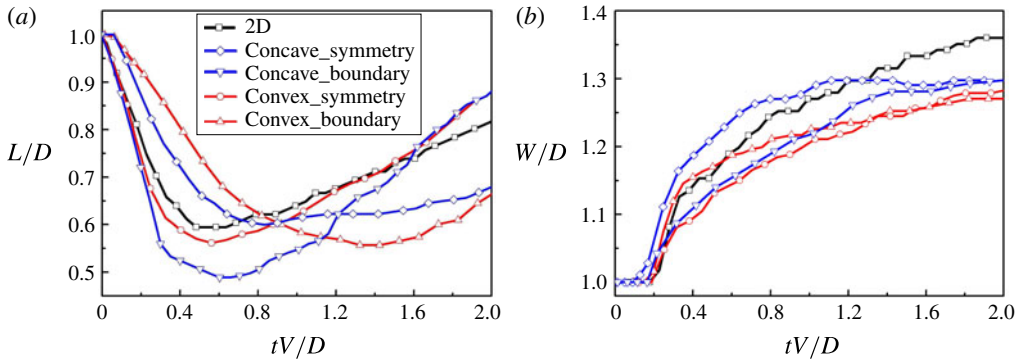 (a)
1.0
0.9
0.8
0.7
0.6
0.5
L/D
2D
Concave_symmetry
Concave_boundary
Convex_symmetry
Convex_boundary
0 0.4 0.8 1.2 1.6 2.0
tV/D
(b)
1.4
1.3
1.2
1.1
1.0
W/D
0 0.4 0.8 1.2 1.6 2.0
tV/D